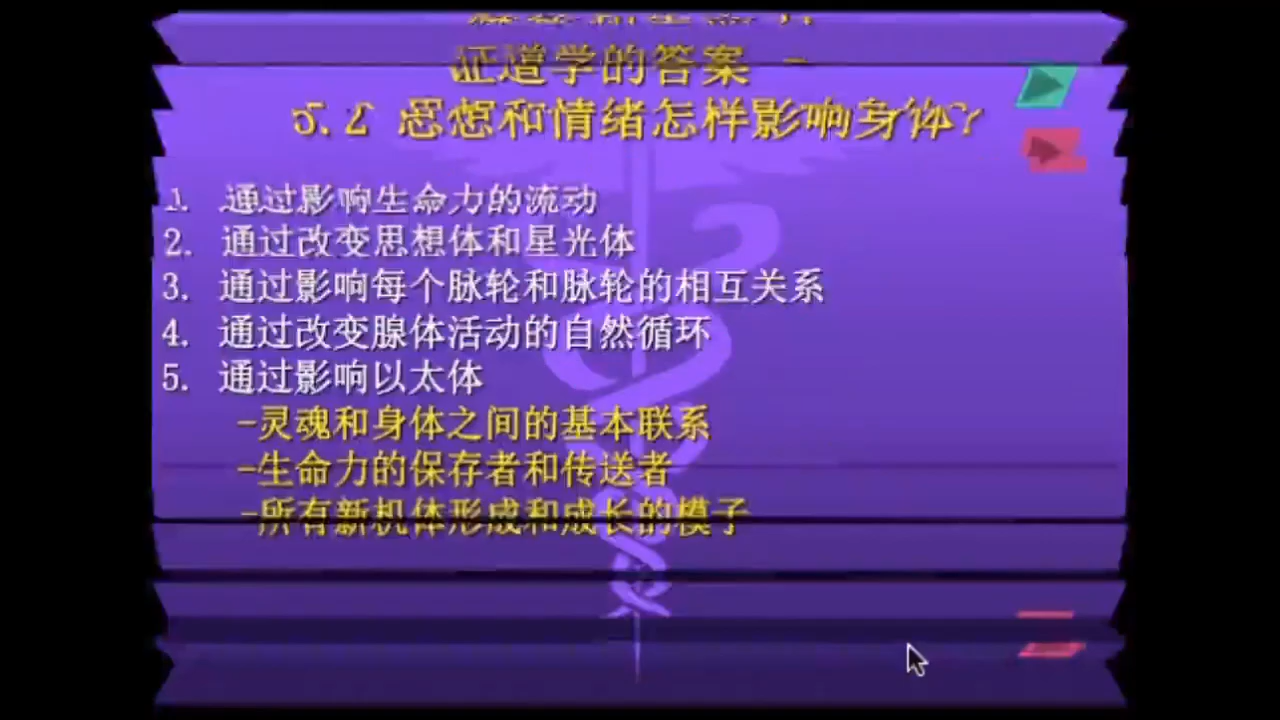 证道学的答案 -
5.2 思想和情绪怎样影响身体?
1. 通过影响生命力的流动
2. 通过改变思想体和星光体
3. 通过影响每个脉轮和脉轮的相互关系
4. 通过改变腺体活动的自然循环
5. 通过影响以太体
-灵魂和身体之间的基本联系
-生命力的保存者和传送者
-所有新机体形成和成长的模子